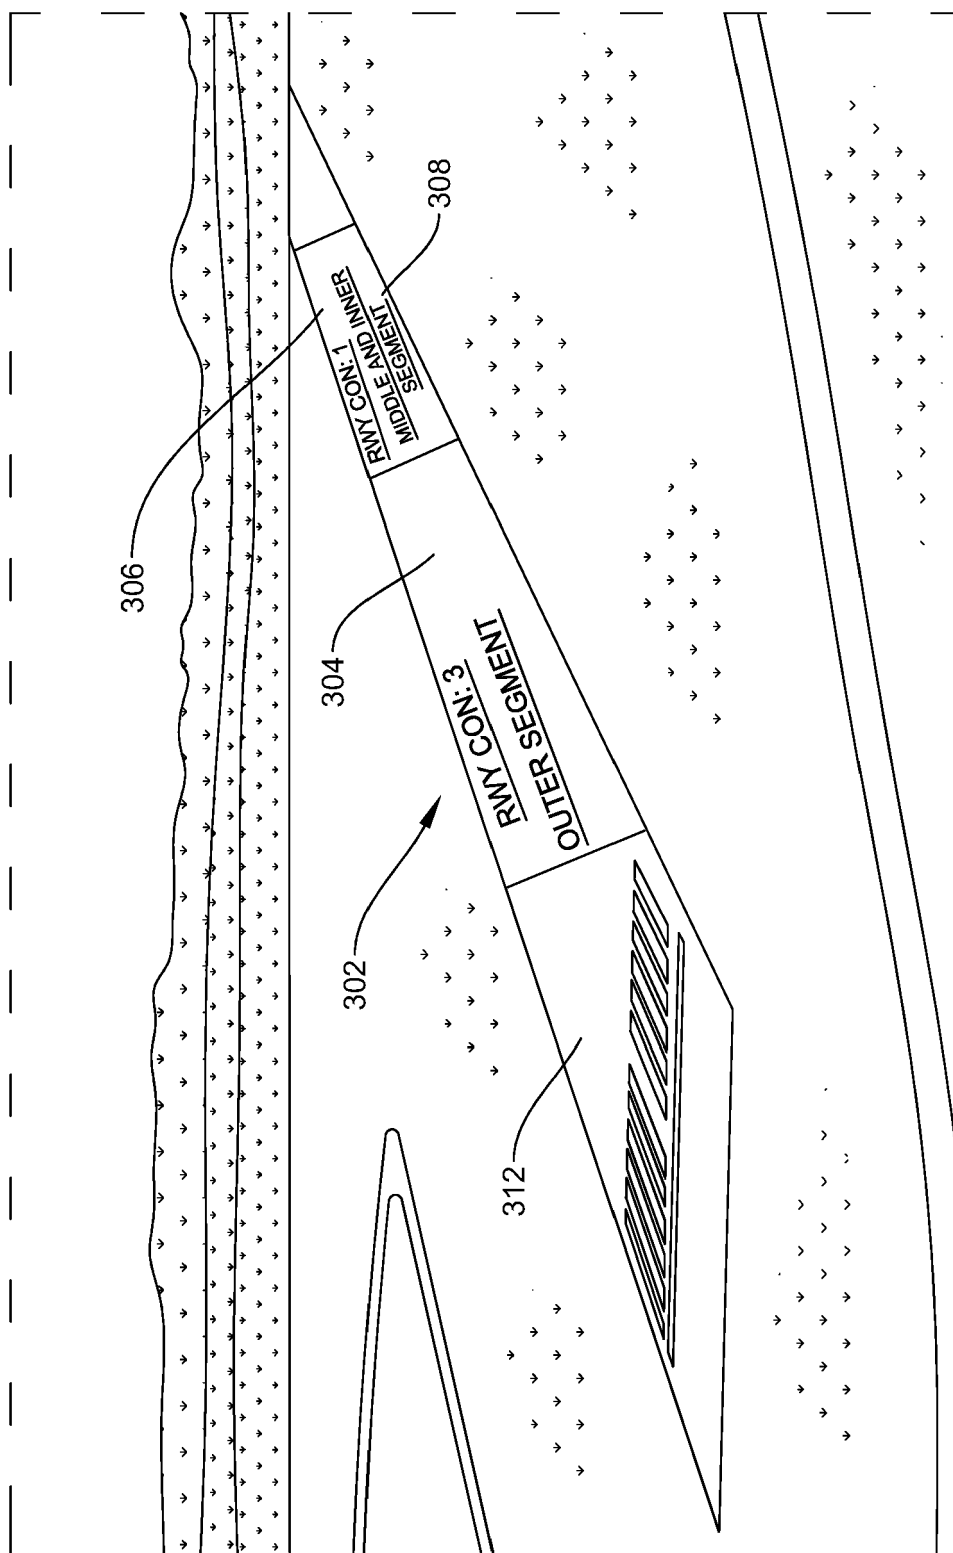 308
RWY CON: 1
MIDDLE AND INNER
SEGMENT
306
304
RWY CON: 3
OUTER SEGMENT
302
312